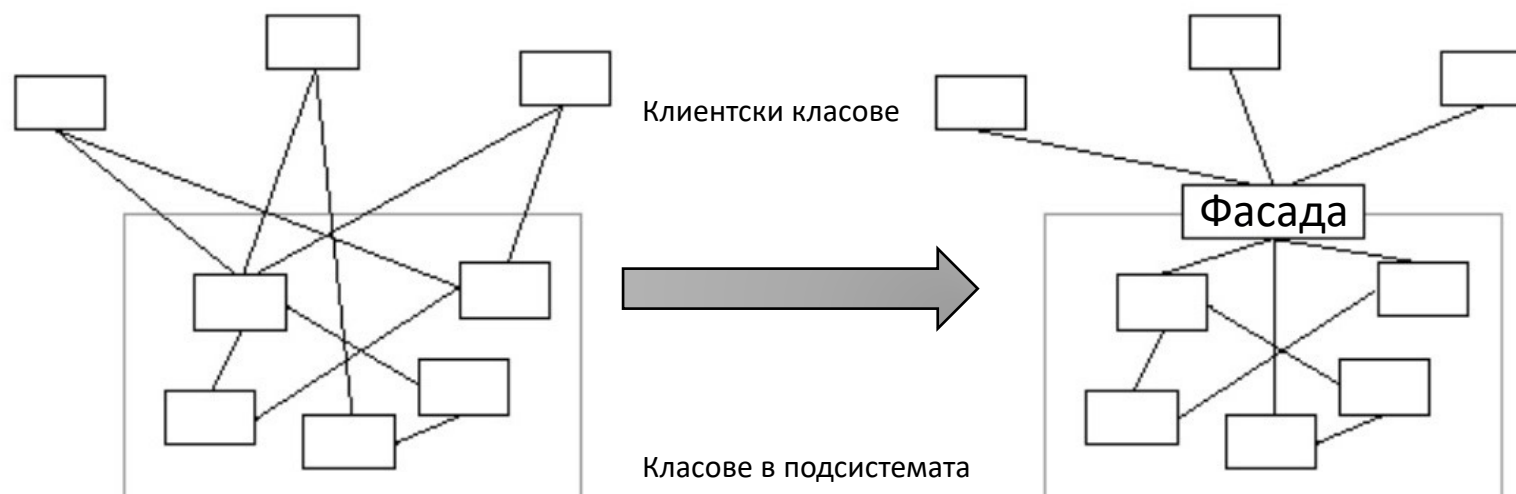 Клиентски класове
Фасада
Класове в подсистемата